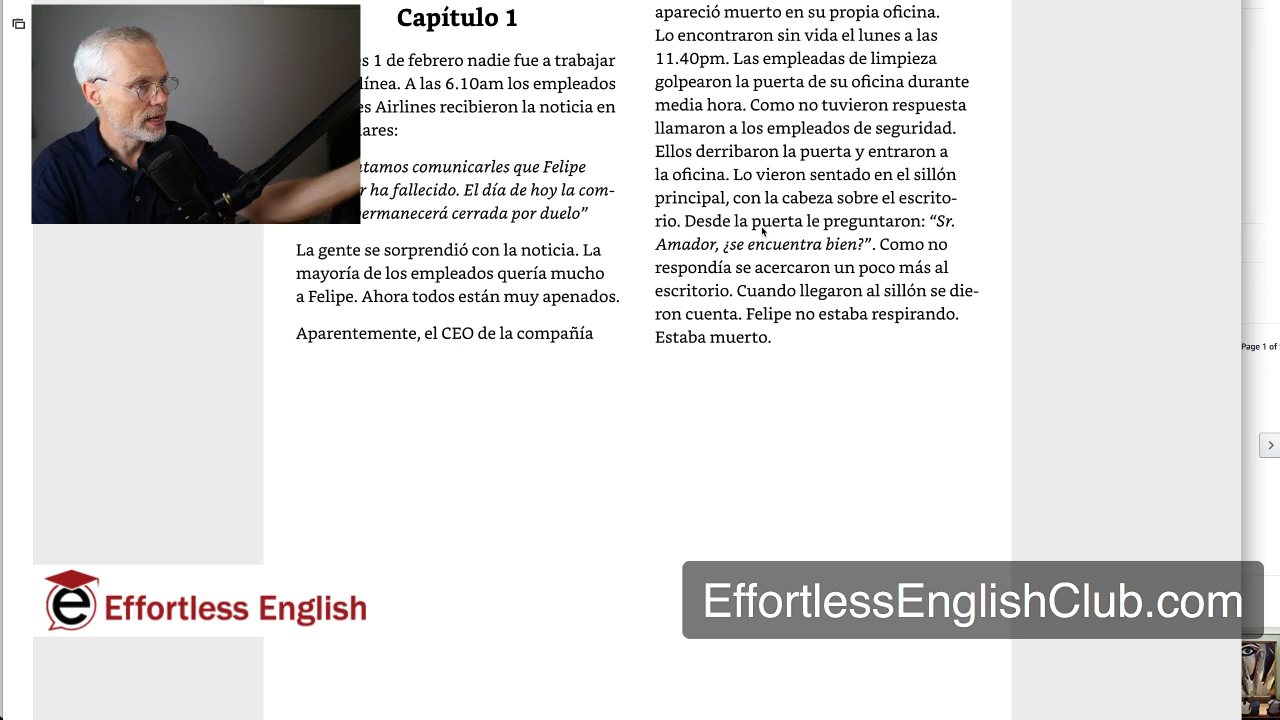 Capítulo 1
1 de febrero nadie fue a trabajar
línea. A las 6.10am los empleados
es Airlines recibieron la noticia en
lares:
tamos comunicarles que Felipe
r ha fallecido. El día de hoy la com-
permanecerá cerrada por duelo”
La gente se sorprendió con la noticia. La
mayoría de los empleados quería mucho
a Felipe. Ahora todos están muy apenados.
Aparentemente, el CEO de la compañía
apareció muerto en su propia oficina.
Lo encontraron sin vida el lunes a las
11.40pm. Las empleadas de limpieza
golpearon la puerta de su oficina durante
media hora. Como no tuvieron respuesta
llamaron a los empleados de seguridad.
Ellos derribaron la puerta y entraron a
la oficina. Lo vieron sentado en el sillón
principal, con la cabeza sobre el escrito-
rio. Desde la puerta le preguntaron: “Sr.
Amador, ¿se encuentra bien?”. Como no
respondía se acercaron un poco más al
escritorio. Cuando llegaron al sillón se die-
ron cuenta. Felipe no estaba respirando.
Estaba muerto.
Page 1 of
e Effortless English
EffortlessEnglishClub.com